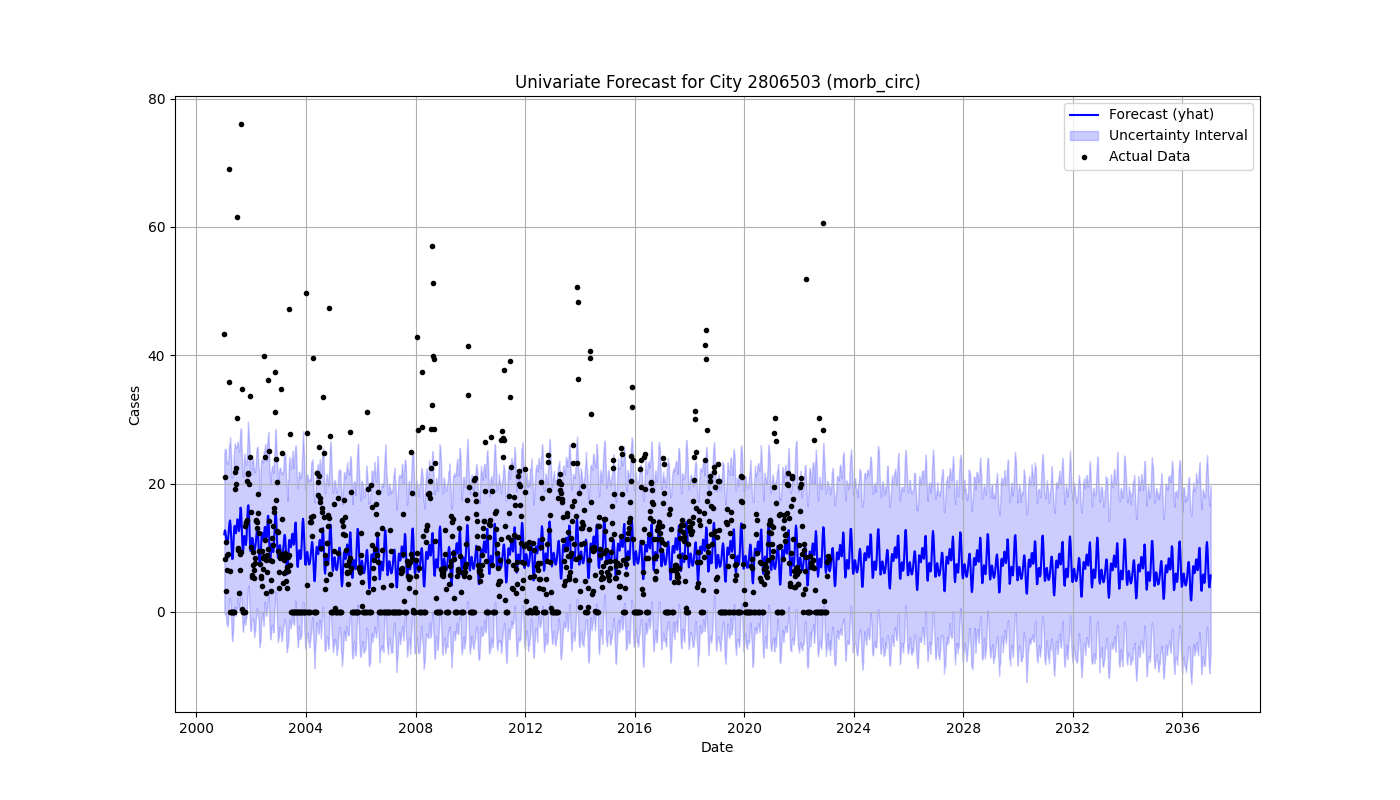 Univariate Forecast for City 2806503 (morb_circ)
Forecast (yhat)
Uncertainty Interval
Actual Data
Cases
80
60
40
20
0
2000 2004 2008 2012 2016 2020 2024 2028 2032 2036
Date